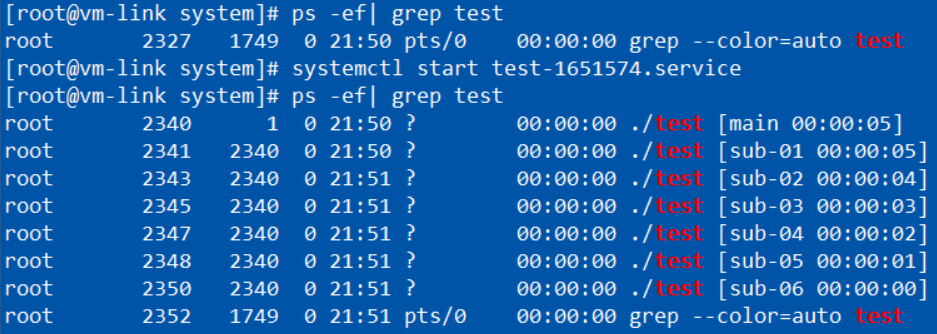 [root@vm-link system]# ps -ef| grep test
root 2327 1749 0 21:50 pts/0 00:00:00 grep --color=auto test
[root@vm-link system]# systemctl start test-1651574.service
[root@vm-link system]# ps -ef| grep test
root 2340 1 0 21:50 ? 00:00:00 ./test [main 00:00:05]
root 2341 2340 0 21:50 ? 00:00:00 ./test [sub-01 00:00:05]
root 2343 2340 0 21:51 ? 00:00:00 ./test [sub-02 00:00:04]
root 2345 2340 0 21:51 ? 00:00:00 ./test [sub-03 00:00:03]
root 2347 2340 0 21:51 ? 00:00:00 ./test [sub-04 00:00:02]
root 2348 2340 0 21:51 ? 00:00:00 ./test [sub-05 00:00:01]
root 2350 2340 0 21:51 ? 00:00:00 ./test [sub-06 00:00:00]
root 2352 1749 0 21:51 pts/0 00:00:00 grep --color=auto test